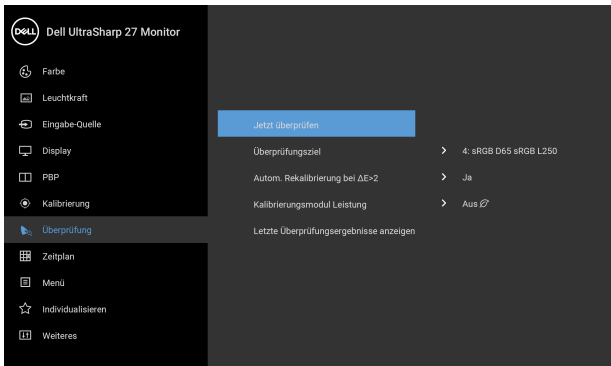 DELL Dell UltraSharp 27 Monitor
Farbe
Leuchtkraft
Eingabe-Quelle
Jetzt überprüfen
Display
Überprüfungsziel
4: sRGB D65 sRGB L250
PBP
Autom. Rekalibrierung bei ΔE>2
Ja
Kalibrierung
Kalibrierungsmodul Leistung
Aus
Überprüfung
Letzte Überprüfungsergebnisse anzeigen
Zeitplan
Menü
Individualisieren
Weiteres